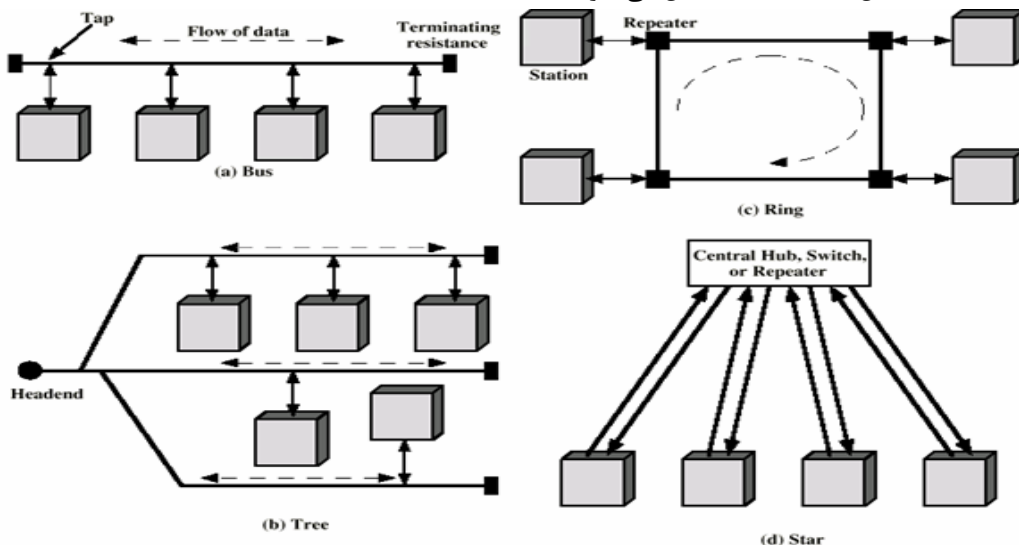 Tap
Flow of data
Terminating
resistance
(a) Bus
Repeater
Station
(c) Ring
Headend
(b) Tree
Central Hub, Switch,
or Repeater
(d) Star